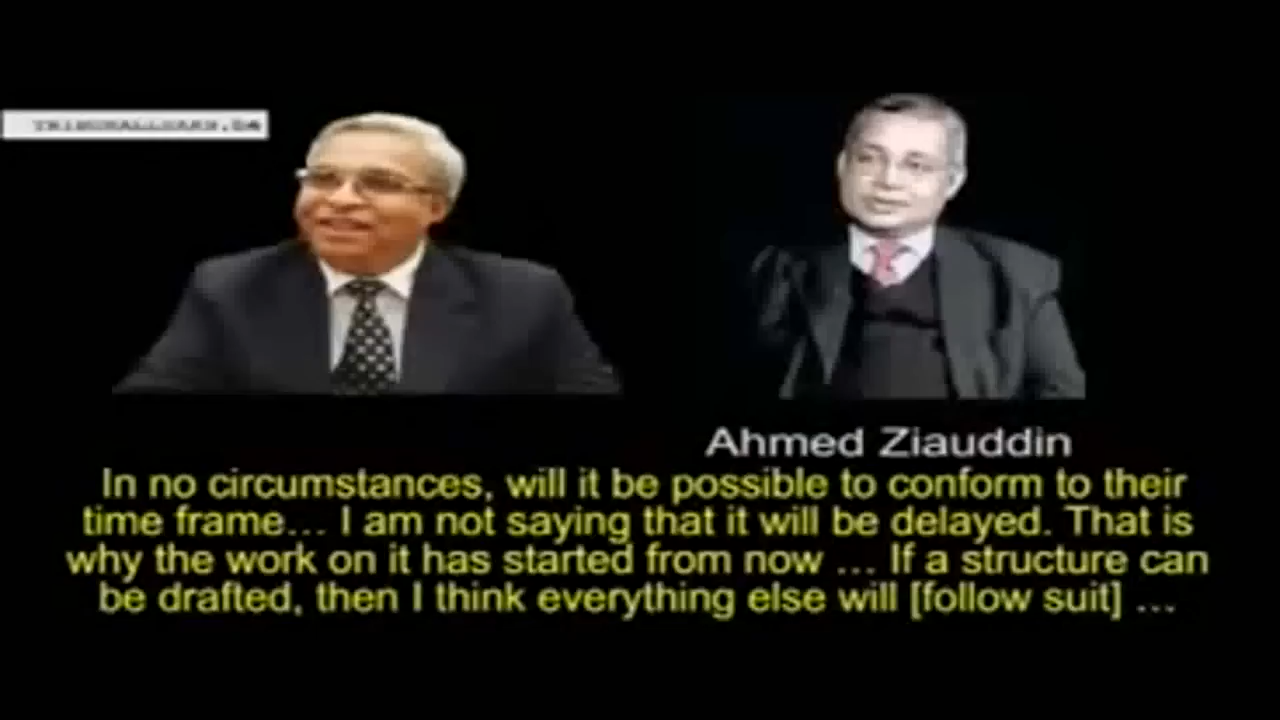 Ahmed Ziauddin
In no circumstances, will it be possible to conform to their
time frame... I am not saying that it will be delayed. That is
why the work on it has started from now ... If a structure can
be drafted, then I think everything else will [follow suit] ...